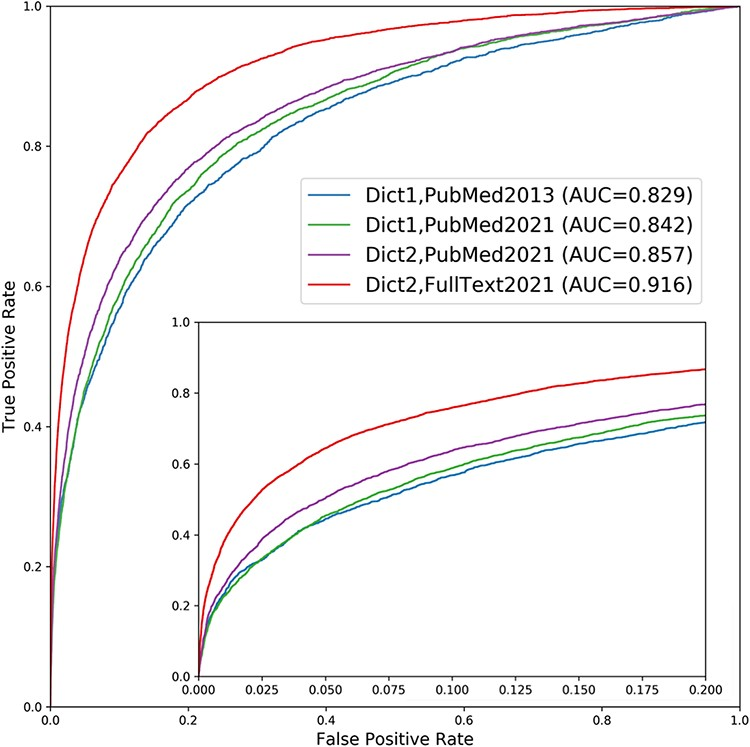 1.0
0.8
0.6
0.4
0.2
0.0
True Positive Rate
Dict1,PubMed2013 (AUC=0.829)
Dict1,PubMed2021 (AUC=0.842)
Dict2,PubMed2021 (AUC=0.857)
Dict2,FullText2021 (AUC=0.916)
1.0
0.8
0.6
0.4
0.2
0.0
0.000 0.025 0.050 0.075 0.100 0.125 0.150 0.175 0.200
0.0 0.2 0.4 0.6 0.8 1.0
False Positive Rate